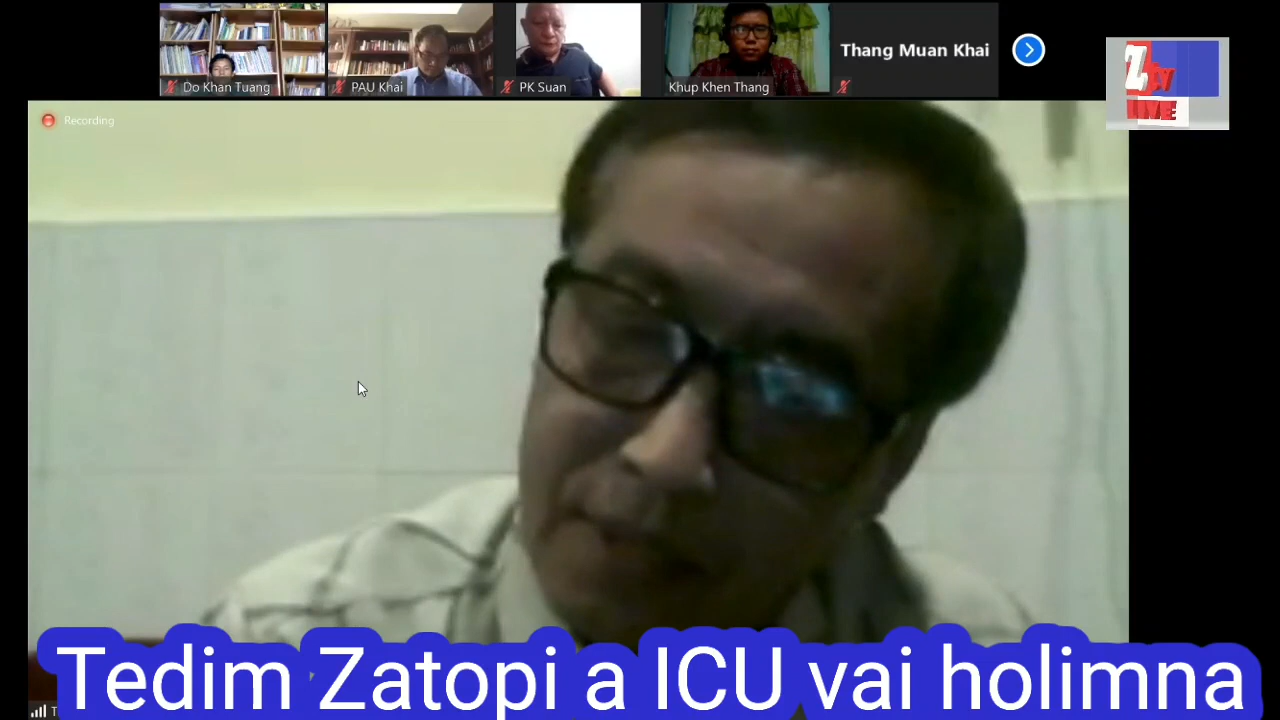 Do Khan Tuang
PAU Khai
PK Suan
Khup Khen Thang
Thang Muan Khai
LIVE
Recording
Tedim Zatopi a ICU vai holimna